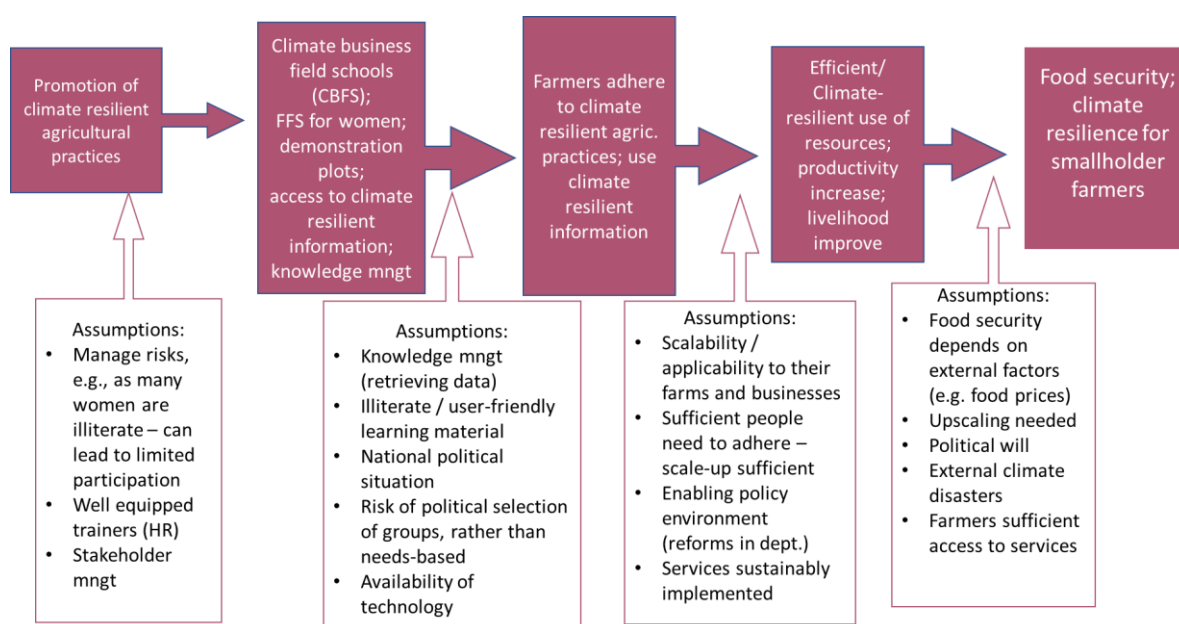 Promotion of
climate resilient
agricultural
practices
Climate business
field schools
(CBFS);
FFS for women;
demonstration
plots;
access to climate
resilient
information;
knowledge mngt
Farmers adhere
to climate
resilient agric.
practices; use
climate
resilient
information
Efficient/
Climate-
resilient use of
resources;
productivity
increase;
livelihood
improve
Food security;
climate
resilience for
smallholder
farmers
Assumptions:
• Manage risks,
e.g., as many
women are
illiterate – can
lead to limited
participation
• Well equipped
trainers (HR)
• Stakeholder
mngt
Assumptions:
• Knowledge mngt
(retrieving data)
• Illiterate / user-friendly
learning material
• National political
situation
• Risk of political selection
of groups, rather than
needs-based
• Availability of
technology
Assumptions:
• Scalability /
applicability to their
farms and businesses
• Sufficient people
need to adhere –
scale-up sufficient
• Enabling policy
environment
(reforms in dept.)
• Services sustainably
implemented
Assumptions:
• Food security
depends on
external factors
(e.g. food prices)
• Upscaling needed
• Political will
• External climate
disasters
• Farmers sufficient
access to services